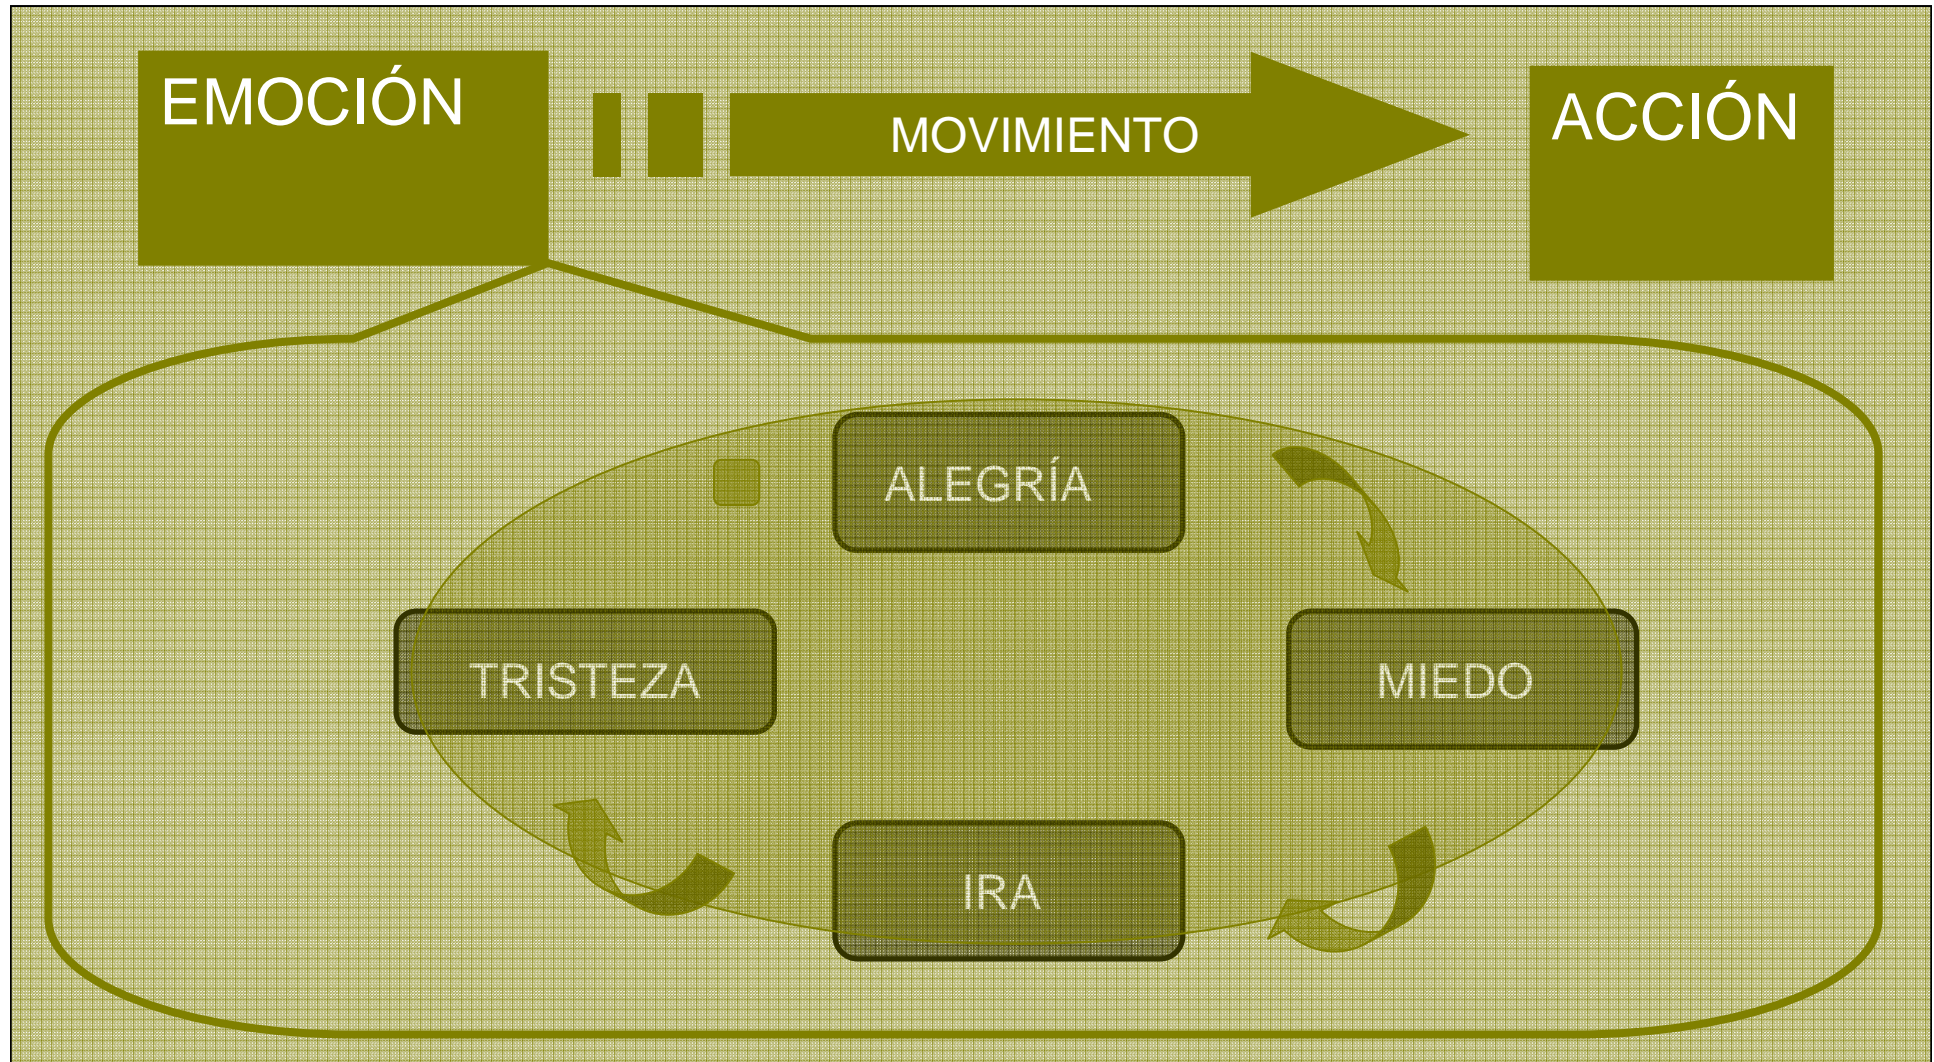 EMOCIÓN
MOVIMIENTO
ACCIÓN
ALEGRÍA
TRISTEZA
MIEDO
IRA